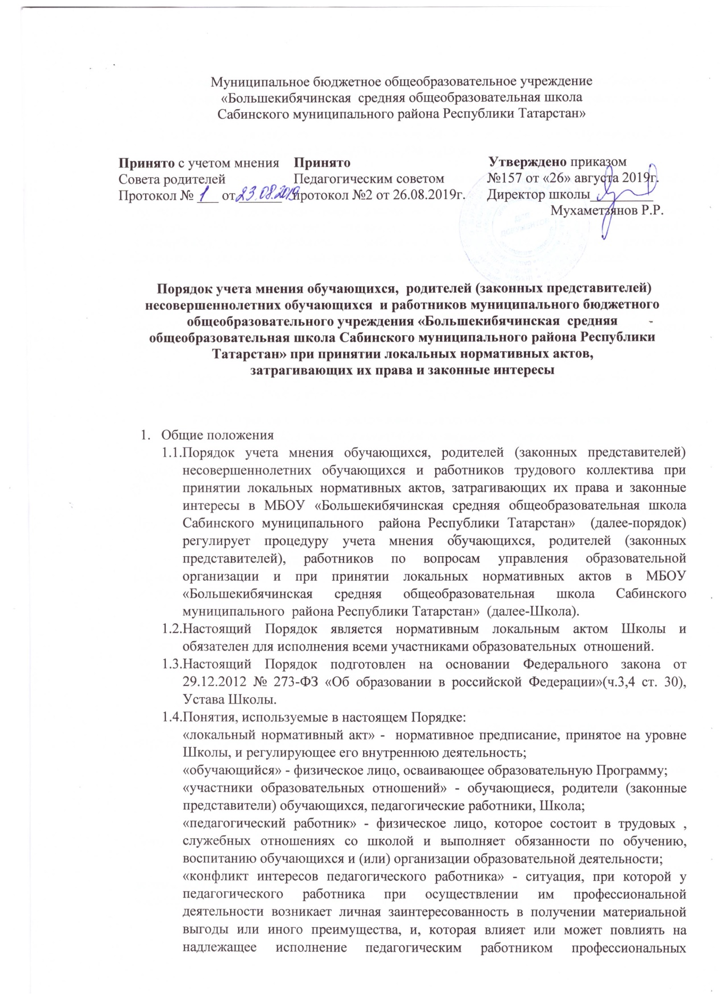 Муниципальное бюджетное общеобразовательное учреждение
«Большекибячинская средняя общеобразовательная школа
Сабинского муниципального района Республики Татарстан»
Принято с учетом мнения
Совета родителей
Протокол № 1 от 23.08.2019
Принято
Педагогическим советом
протокол №2 от 26.08.2019г.
Утверждено приказом
№157 от «26» августа 2019г.
Директор школы_________
Мухаметзянов Р.Р.
Порядок учета мнения обучающихся, родителей (законных представителей)
несовершеннолетних обучающихся и работников муниципального бюджетного
общеобразовательного учреждения «Большекибячинская средняя
общеобразовательная школа Сабинского муниципального района Республики
Татарстан» при принятии локальных нормативных актов,
затрагивающих их права и законные интересы
1. Общие положения
1.1.Порядок учета мнения обучающихся, родителей (законных представителей)
несовершеннолетних обучающихся и работников трудового коллектива при
принятии локальных нормативных актов, затрагивающих их права и законные
интересы в МБОУ «Большекибячинская средняя общеобразовательная школа
Сабинского муниципального района Республики Татарстан» (далее-порядок)
регулирует процедуру учета мнения обучающихся, родителей (законных
представителей), работников по вопросам управления образовательной
организации и при принятии локальных нормативных актов в МБОУ
«Большекибячинская средняя общеобразовательная школа Сабинского
муниципального района Республики Татарстан» (далее-Школа).
1.2.Настоящий Порядок является нормативным локальным актом Школы и
обязателен для исполнения всеми участниками образовательных отношений.
1.3.Настоящий Порядок подготовлен на основании Федерального закона от
29.12.2012 № 273-ФЗ «Об образовании в российской Федерации»(ч.3,4 ст. 30),
Устава Школы.
1.4.Понятия, используемые в настоящем Порядке:
«локальный нормативный акт» - нормативное предписание, принятое на уровне
Школы, и регулирующее его внутреннюю деятельность;
«обучающийся» - физическое лицо, осваивающее образовательную Программу;
«участники образовательных отношений» - обучающиеся, родители (законные
представители) обучающихся, педагогические работники, Школа;
«педагогический работник» - физическое лицо, которое состоит в трудовых ,
служебных отношениях со школой и выполняет обязанности по обучению,
воспитанию обучающихся и (или) организации образовательной деятельности;
«конфликт интересов педагогического работника» - ситуация, при которой у
педагогического работника при осуществлении им профессиональной
деятельности возникает личная заинтересованность в получении материальной
выгоды или иного преимущества, и, которая влияет или может повлиять на
надлежащее исполнение педагогическим работником профессиональных